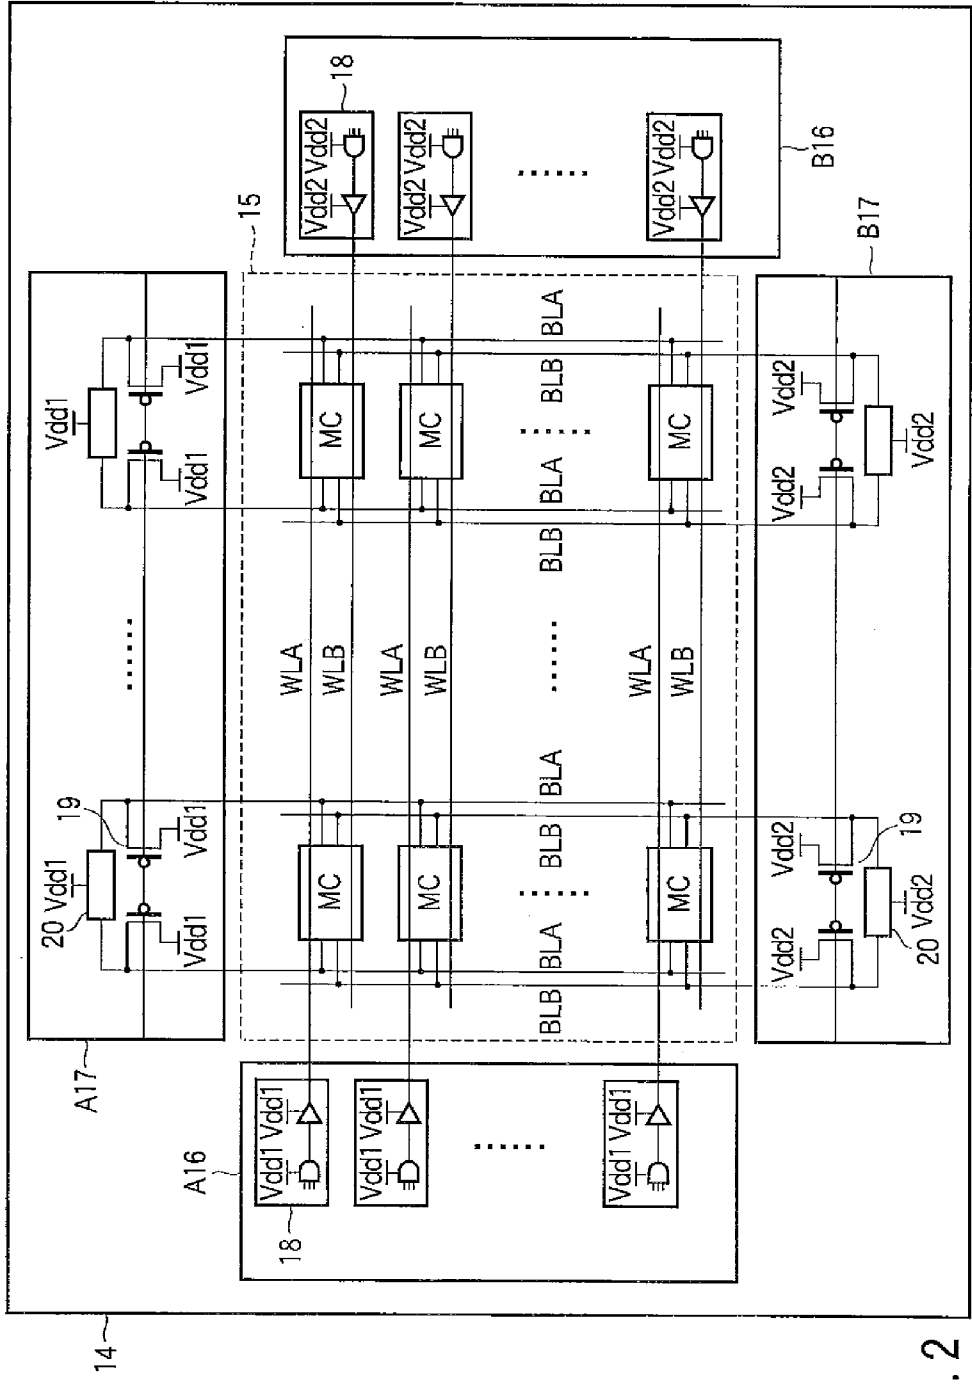 14
A17
20
Vdd1
19
Vdd1
Vdd1
......
Vdd1
Vdd1
Vdd1
15
A16
18
Vdd1
Vdd1
Vdd1
Vdd1
......
Vdd1
Vdd1
WLA
WLB
WLA
WLB
WLA
WLB
MC
MC
MC
MC
......
MC
MC
......
BLB
BLA
BLB
BLA
......
BLB
BLA
BLB
BLA
18
Vdd2
Vdd2
Vdd2
Vdd2
......
Vdd2
Vdd2
B16
B17
Vdd2
Vdd2
19
20
Vdd2
Vdd2
Vdd2
Vdd2
. 2